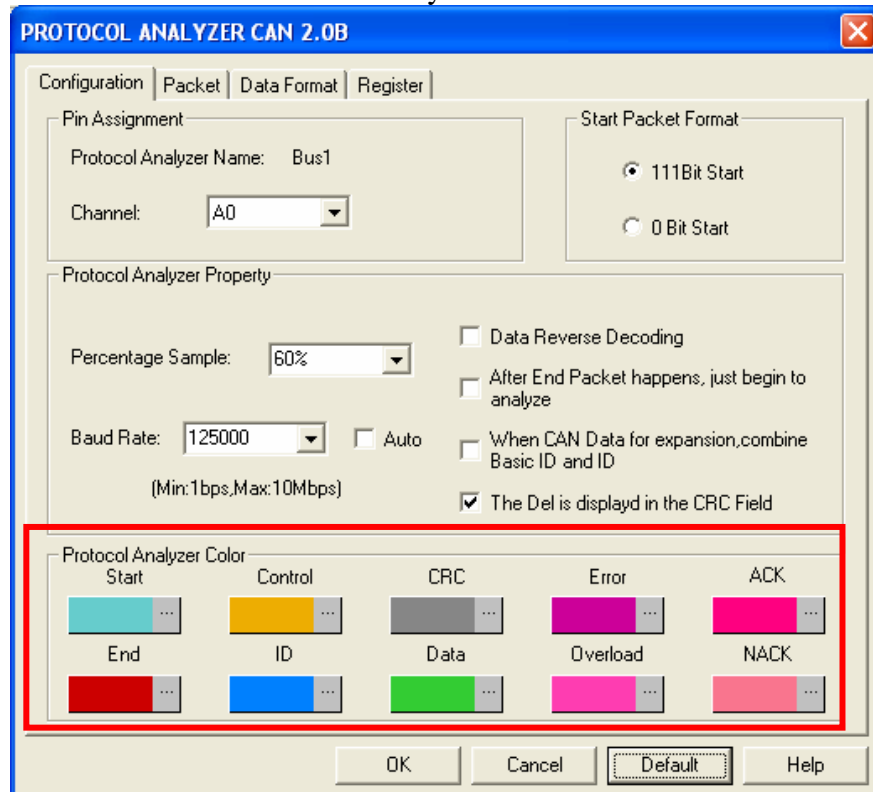 PROTOCOL ANALYZER CAN 2.0B
Configuration Packet Data Format Register
Pin Assignment
Protocol Analyzer Name: Bus1
Channel: A0
Start Packet Format
111Bit Start
0 Bit Start
Protocol Analyzer Property
Percentage Sample: 60%
Baud Rate: 125000 Auto
(Min:1bps,Max:10Mbps)
Data Reverse Decoding
After End Packet happens, just begin to
analyze
When CAN Data for expansion,combine
Basic ID and ID
The Del is displayd in the CRC Field
Protocol Analyzer Color
Start Control CRC Error ACK
... ... ... ... ...
End ID Data Overload NACK
... ... ... ... ...
OK Cancel Default Help